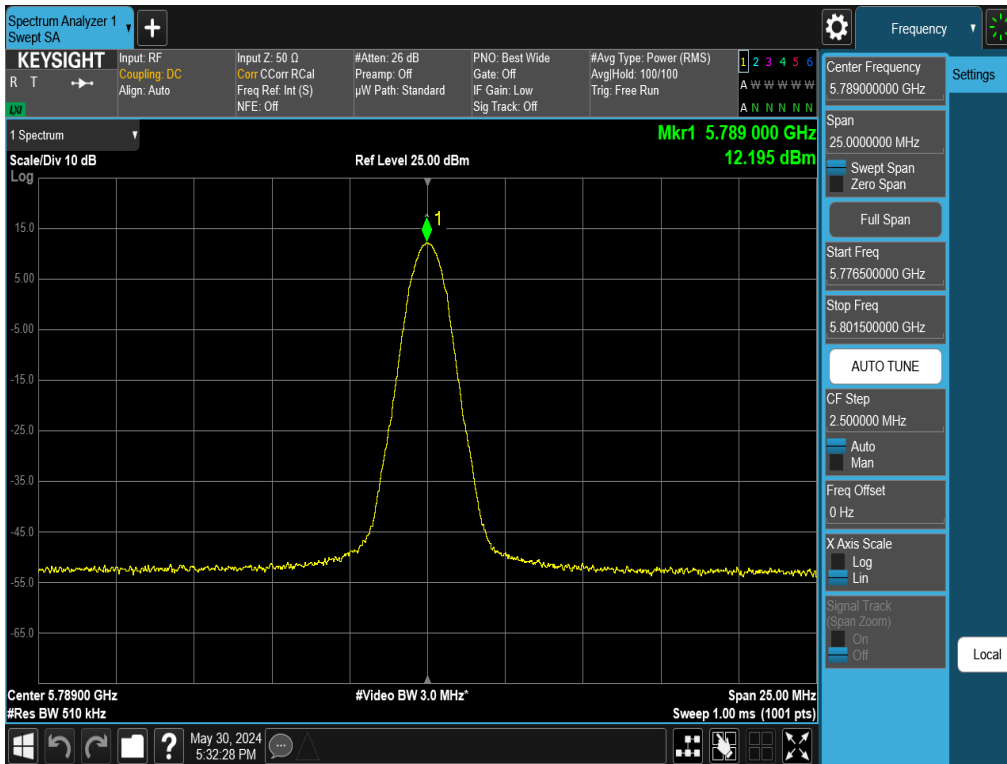 Spectrum Analyzer 1
Swept SA
Frequency
KEYSIGHT
R T
LXI
Input: RF
Coupling: DC
Align: Auto
Input Z: 50 Ω
Corr CCorr RCal
Freq Ref: Int (S)
NFE: Off
#Atten: 26 dB
Preamp: Off
µW Path: Standard
PNO: Best Wide
Gate: Off
IF Gain: Low
Sig Track: Off
#Avg Type: Power (RMS)
Avg|Hold: 100/100
Trig: Free Run
1 2 3 4 5 6
A W W W W W
A N N N N N
1 Spectrum
Mkr1 5.789 000 GHz
12.195 dBm
Scale/Div 10 dB
Ref Level 25.00 dBm
Log
1
15.0
5.00
-5.00
-15.0
-25.0
-35.0
-45.0
-55.0
-65.0
Center 5.78900 GHz
#Video BW 3.0 MHz*
Span 25.00 MHz
#Res BW 510 kHz
Sweep 1.00 ms (1001 pts)
?
May 30, 2024
5:32:28 PM
Center Frequency
5.789000000 GHz
Span
25.0000000 MHz
Swept Span
Zero Span
Full Span
Start Freq
5.776500000 GHz
Stop Freq
5.801500000 GHz
AUTO TUNE
CF Step
2.500000 MHz
Auto
Man
Freq Offset
0 Hz
X Axis Scale
Log
Lin
Signal Track
(Span Zoom)
On
Off
Settings
Local